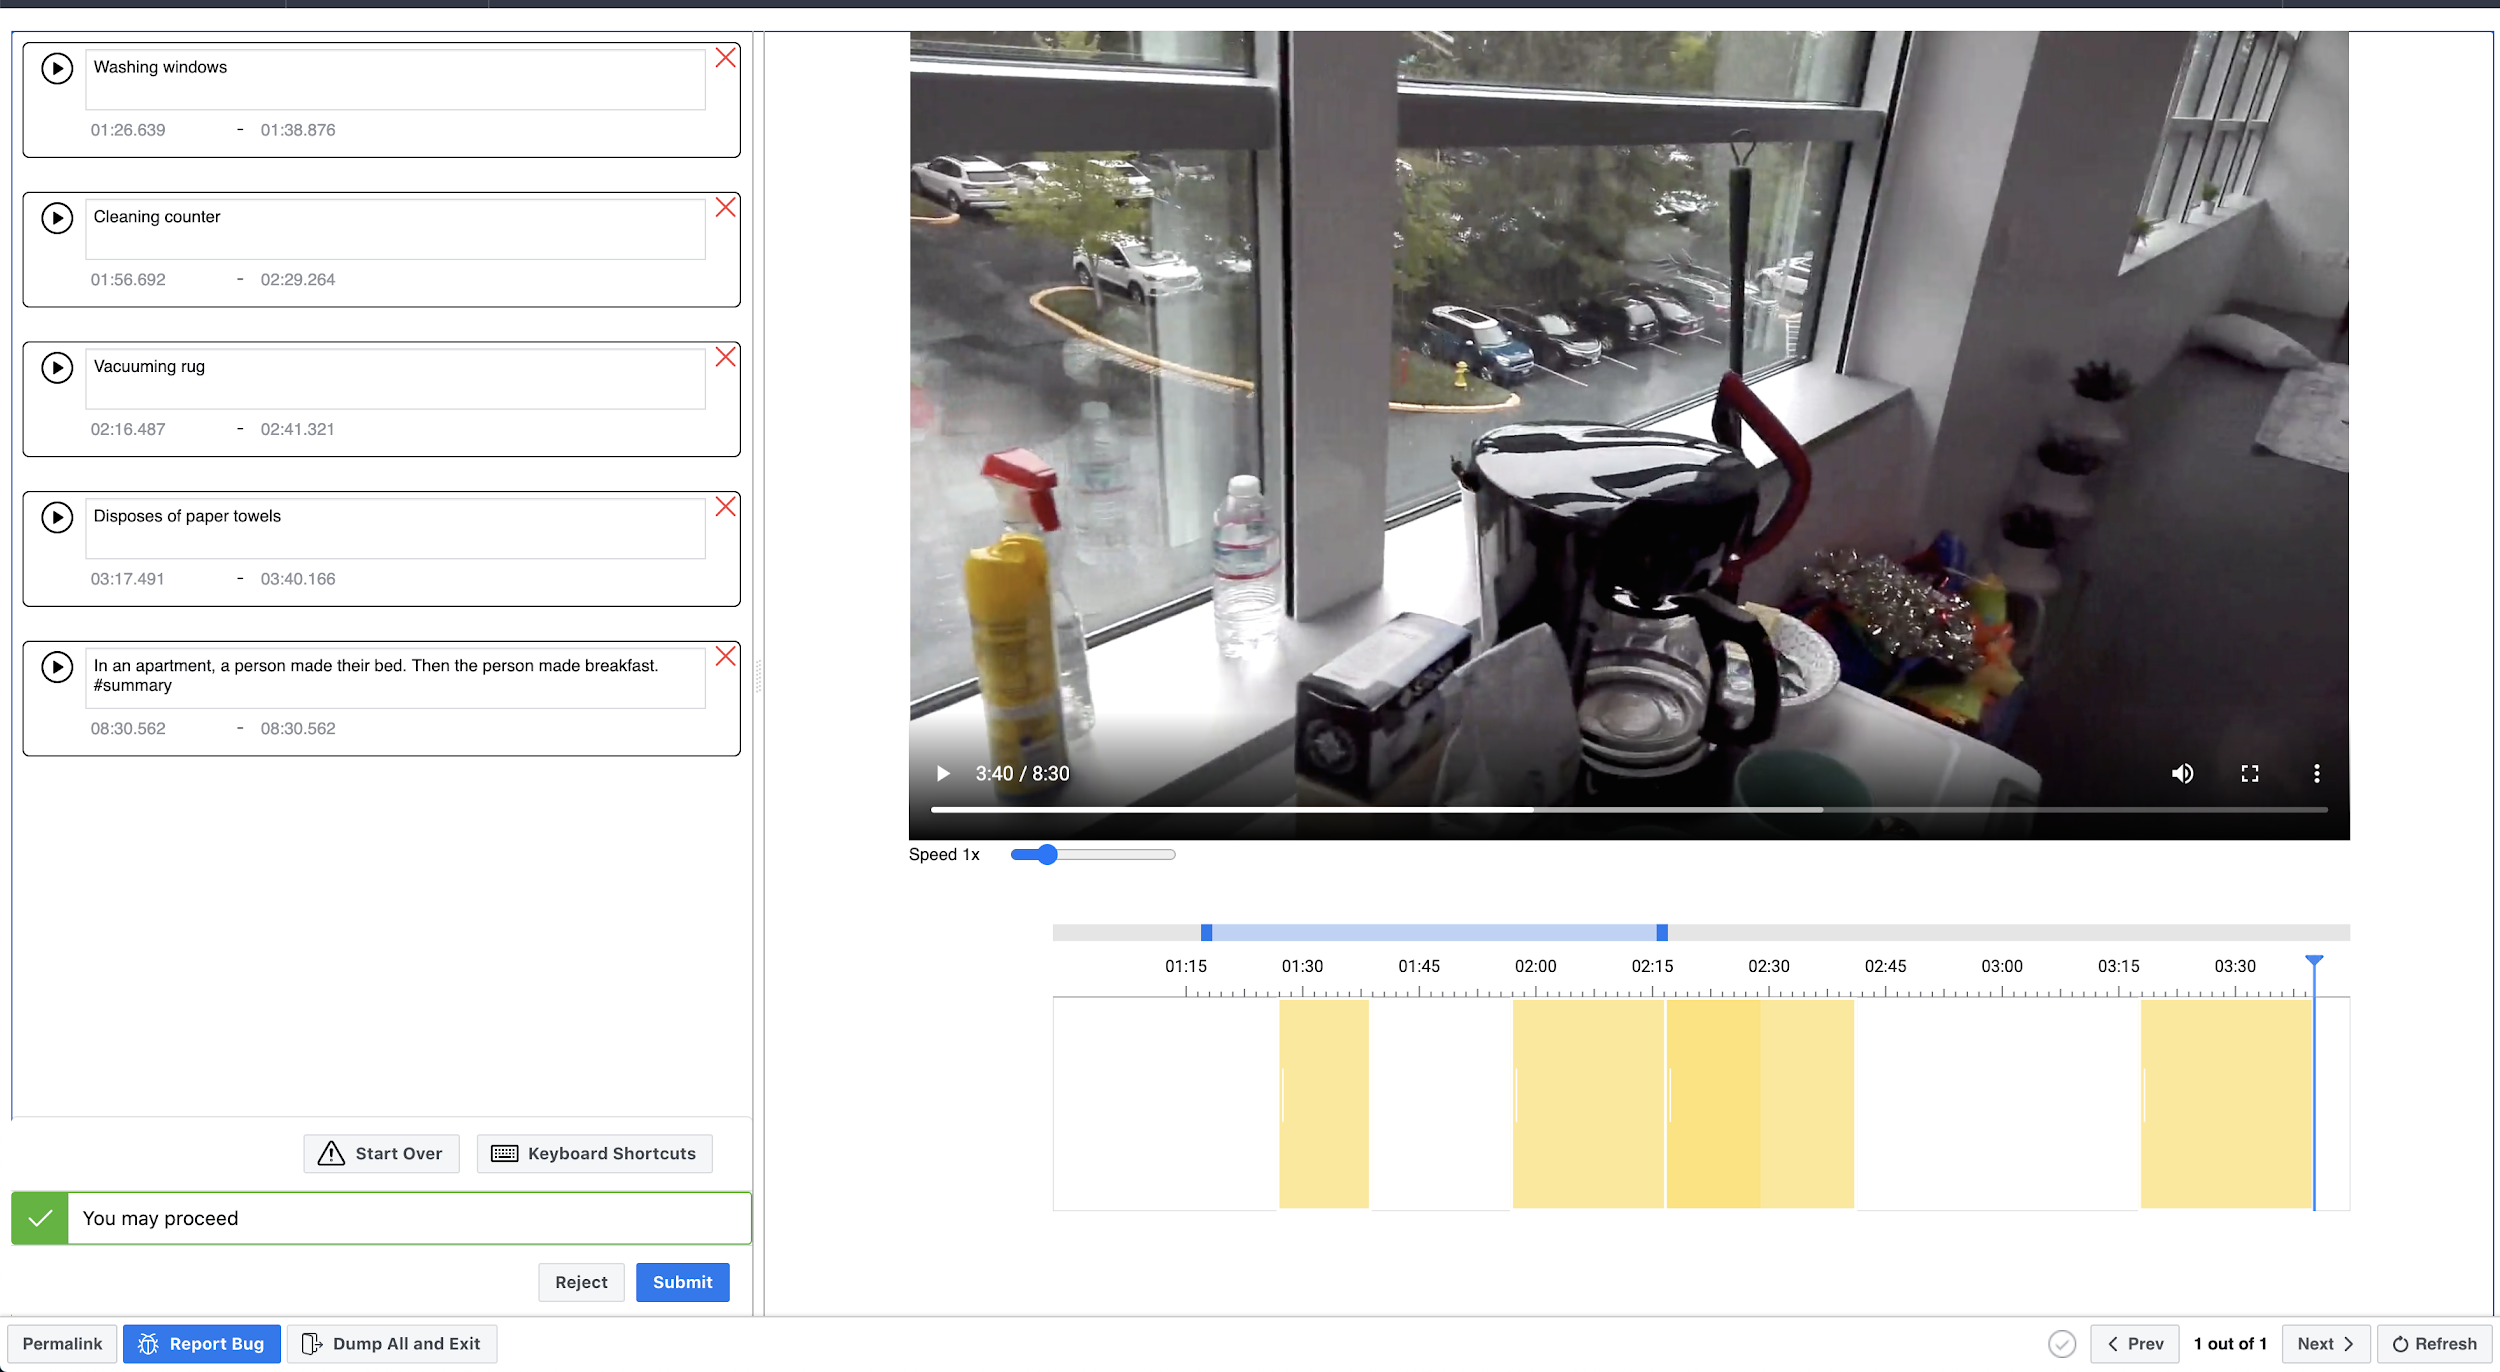 Washing windows
01:26.639 - 01:38.876
Cleaning counter
01:56.692 - 02:29.264
Vacuuming rug
02:16.487 - 02:41.321
Disposes of paper towels
03:17.491 - 03:40.166
In an apartment, a person made their bed. Then the person made breakfast.
#summary
08:30.562 - 08:30.562
Start Over
Keyboard Shortcuts
You may proceed
Reject
Submit
3:40 / 8:30
Speed 1x
01:15 01:30 01:45 02:00 02:15 02:30 02:45 03:00 03:15 03:30
Permalink
Report Bug
Dump All and Exit
Prev
1 out of 1
Next
Refresh